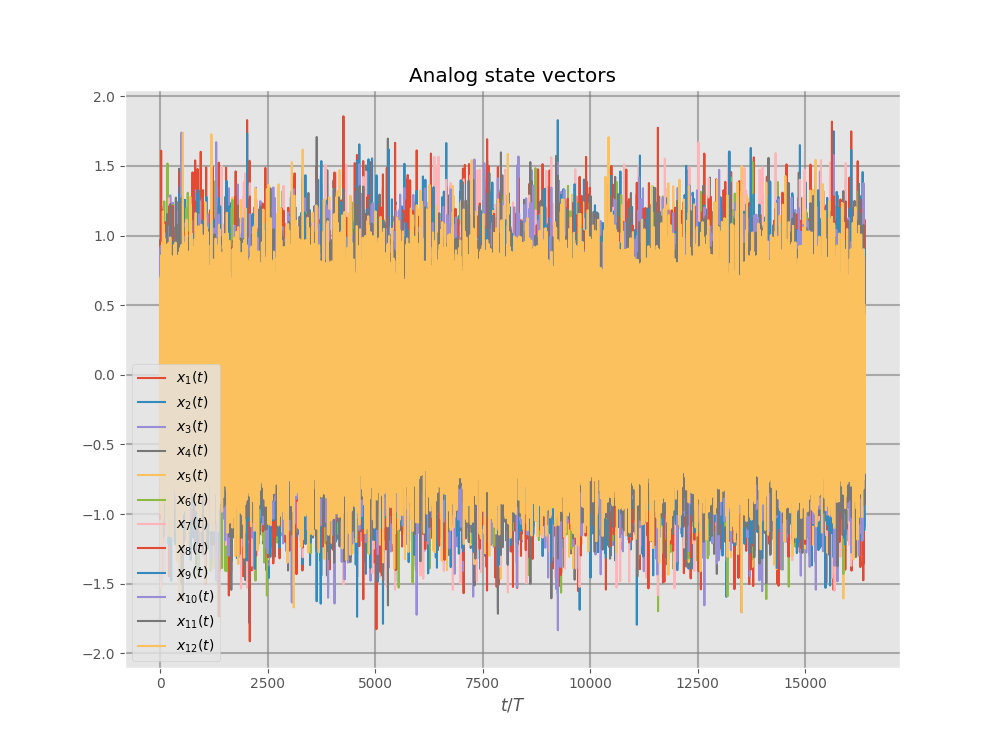 Analog state vectors
2.0
1.5
1.0
0.5
0.0
−0.5
−1.0
−1.5
−2.0
x₁(t)
x₂(t)
x₃(t)
x₄(t)
x₅(t)
x₆(t)
x₇(t)
x₈(t)
x₉(t)
x₁₀(t)
x₁₁(t)
x₁₂(t)
0 2500 5000 7500 10000 12500 15000
t/T